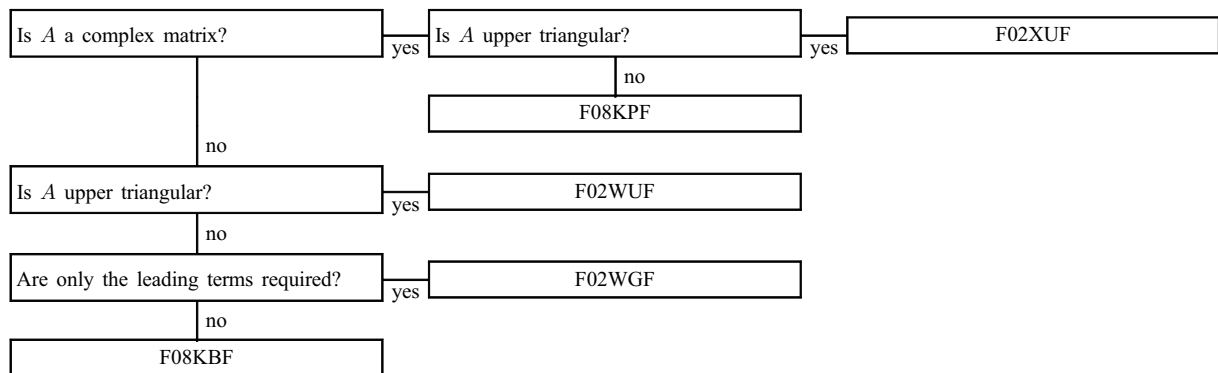 Is A a complex matrix?
yes
Is A upper triangular?
yes
F02XUF
no
F08KPF
no
Is A upper triangular?
yes
F02WUF
no
Are only the leading terms required?
yes
F02WGF
no
F08KBF